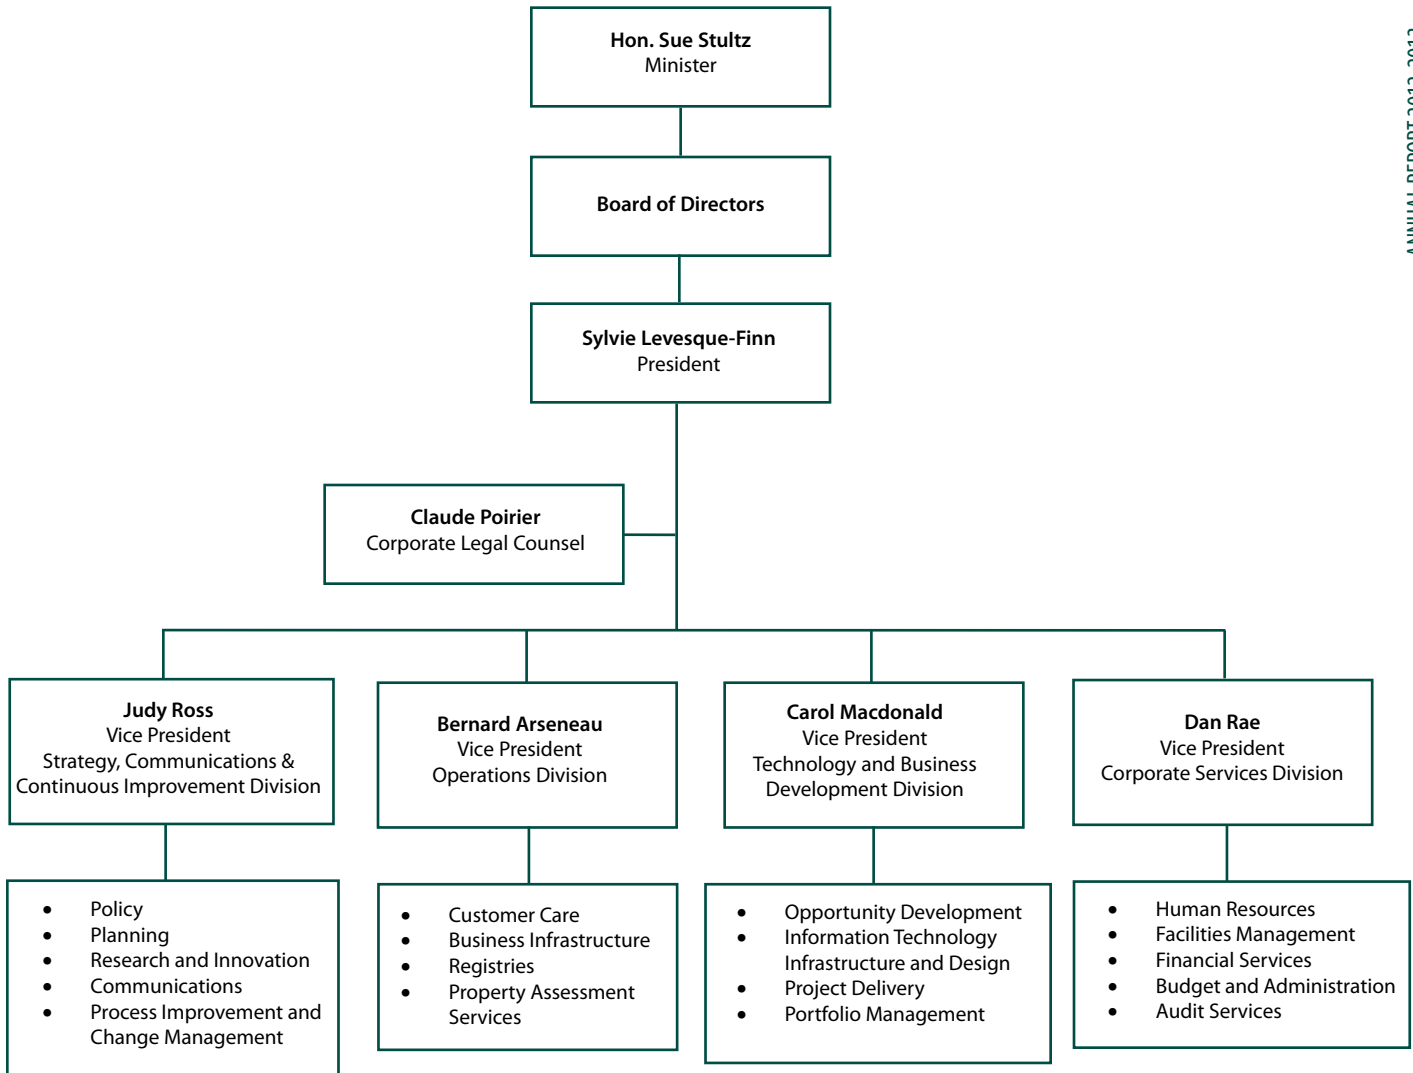 Hon. Sue Stultz
Minister
Board of Directors
Sylvie Levesque-Finn
President
Claude Poirier
Corporate Legal Counsel
Judy Ross
Vice President
Strategy, Communications &
Continuous Improvement Division
Bernard Arseneau
Vice President
Operations Division
Carol Macdonald
Vice President
Technology and Business
Development Division
Dan Rae
Vice President
Corporate Services Division
• Policy
• Planning
• Research and Innovation
• Communications
• Process Improvement and
Change Management
• Customer Care
• Business Infrastructure
• Registries
• Property Assessment
Services
• Opportunity Development
• Information Technology
Infrastructure and Design
• Project Delivery
• Portfolio Management
• Human Resources
• Facilities Management
• Financial Services
• Budget and Administration
• Audit Services
ANNUAL REPORT 2012-2013